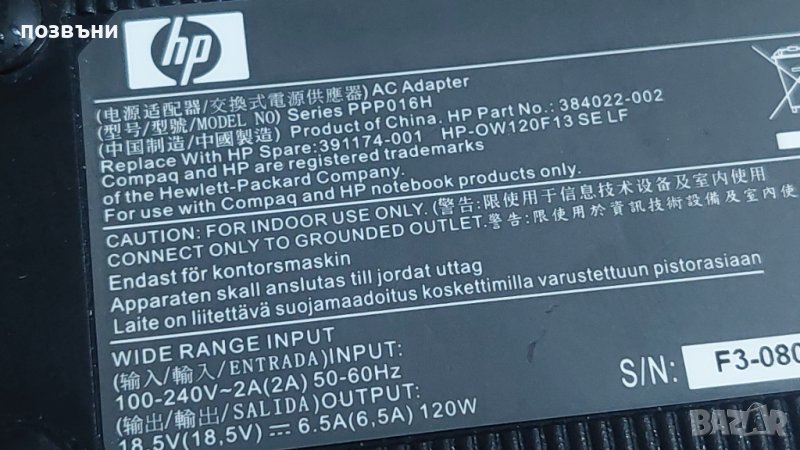 позвъни
hp
(电源适配器/交換式電源供應器)AC Adapter
(型号/型號/MODEL NO) Series PPP016H
(中国制造/中國製造) Product of China. HP Part No.: 384022-002
Replace With HP Spare:391174-001 HP-OW120F13 SE LF
Compaq and HP are registered trademarks
of the Hewlett-Packard Company.
For use with Compaq and HP notebook products only.
CAUTION: FOR INDOOR USE ONLY. (警告:限使用于信息技术设备及室内使用
CONNECT ONLY TO GROUNDED OUTLET.警告:限使用於資訊技術設備及室內使
Endast för kontorsmaskin
Apparaten skall anslutas till jordat uttag
Laite on liitettävä suojamaadoitus koskettimilla varustettuun pistorasiaan
WIDE RANGE INPUT
(输入/輸入/ENTRADA)INPUT:
100-240V~2A(2A) 50-60Hz
(输出/輸出/SALIDA)OUTPUT:
18.5V(18,5V) ⎓ 6.5A(6,5A) 120W
S/N: F3-080
BAZAR